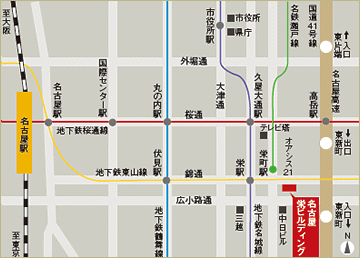 至大阪
名古屋駅
至東京
名古屋駅
国際センター駅
地下鉄桜通線
地下鉄東山線
丸の内駅
伏見駅
地下鉄鶴舞線
外堀通
桜通
錦通
広小路通
市役所駅
市役所
県庁
大津通
久屋大通駅
名鉄瀬戸線
国道41号線
入口
東片端
名古屋高速
高岳駅
テレビ塔
オアシス21
栄町駅
栄駅
三越
地下鉄名城線
中日ビル
名古屋
栄ビルディング
出口
東新町
入口
東新町
N